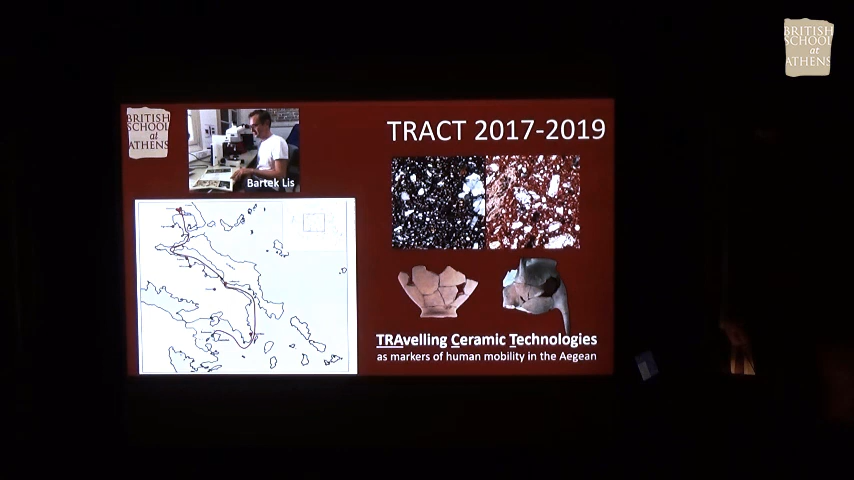 BRITISH
SCHOOL
at
ATHENS
BRITISH
SCHOOL
at
ATHENS
Bartek Lis
TRACT 2017-2019
TRAvelling Ceramic Technologies
as markers of human mobility in the Aegean